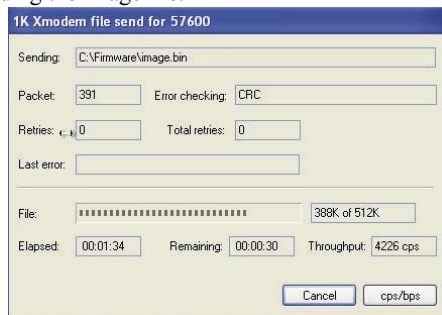 1K Xmodem file send for 57600
Sending: C:\Firmware\image.bin
Packet: 391 Error checking: CRC
Retries: 0 Total retries: 0
Last error:
File: 388K of 512K
Elapsed: 00:01:34 Remaining: 00:00:30 Throughput: 4226 cps
Cancel cps/bps